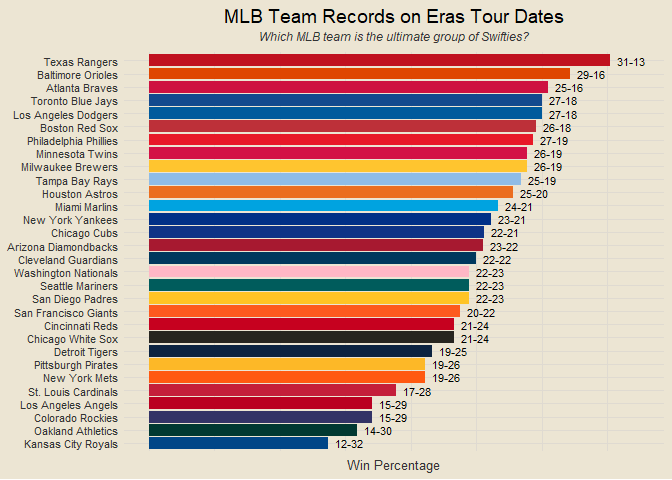 MLB Team Records on Eras Tour Dates
Which MLB team is the ultimate group of Swifties?
Texas Rangers 31-13
Baltimore Orioles 29-16
Atlanta Braves 25-16
Toronto Blue Jays 27-18
Los Angeles Dodgers 27-18
Boston Red Sox 26-18
Philadelphia Phillies 27-19
Minnesota Twins 26-19
Milwaukee Brewers 26-19
Tampa Bay Rays 25-19
Houston Astros 25-20
Miami Marlins 24-21
New York Yankees 23-21
Chicago Cubs 22-21
Arizona Diamondbacks 23-22
Cleveland Guardians 22-22
Washington Nationals 22-23
Seattle Mariners 22-23
San Diego Padres 22-23
San Francisco Giants 20-22
Cincinnati Reds 21-24
Chicago White Sox 21-24
Detroit Tigers 19-25
Pittsburgh Pirates 19-26
New York Mets 19-26
St. Louis Cardinals 17-28
Los Angeles Angels 15-29
Colorado Rockies 15-29
Oakland Athletics 14-30
Kansas City Royals 12-32
Win Percentage